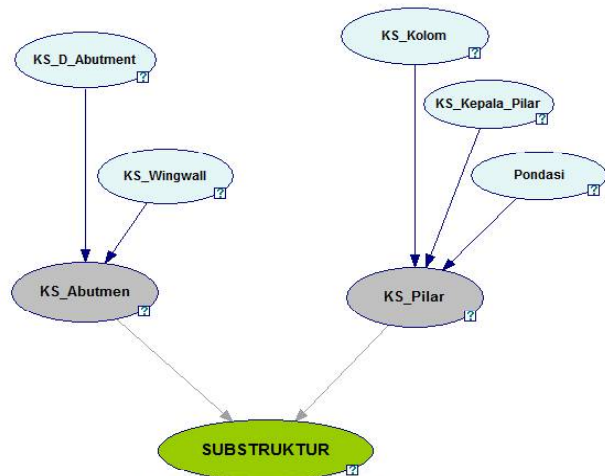 KS_Kolom
KS_D_Abutment
?
?
KS_Kepala_Pilar
?
KS_Wingwall
?
Pondasi
?
KS_Abutmen
?
KS_Pilar
?
SUBSTRUKTUR
?